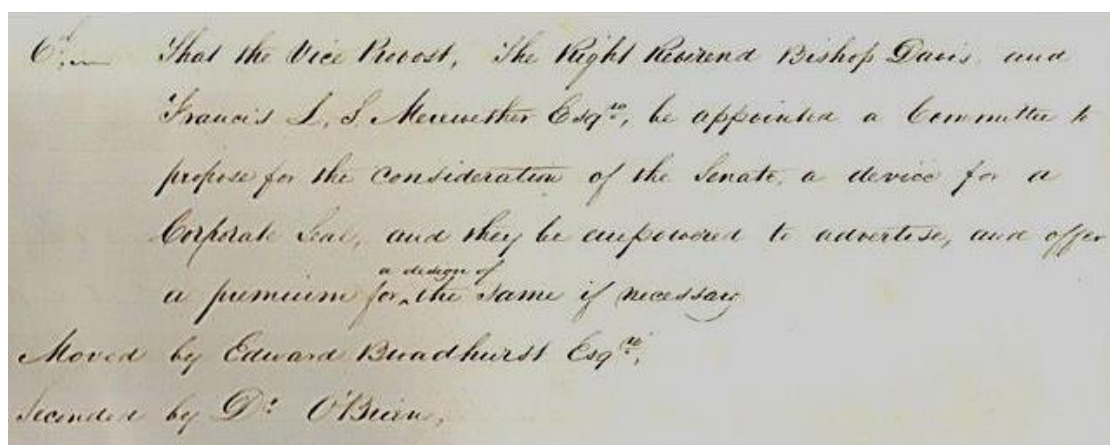 6th That the Vice Provost, The Right Reverend Bishop Davis and
Francis L. S. Merewether Esqre, be appointed a Committee to
propose for the consideration of the Senate, a device for a
Corporate Seal, and they be empowered to advertise, and offer
a premium for a design of the same if necessary
Moved by Edward Broadhurst Esqre,
Seconded by Dr. O'Brien,